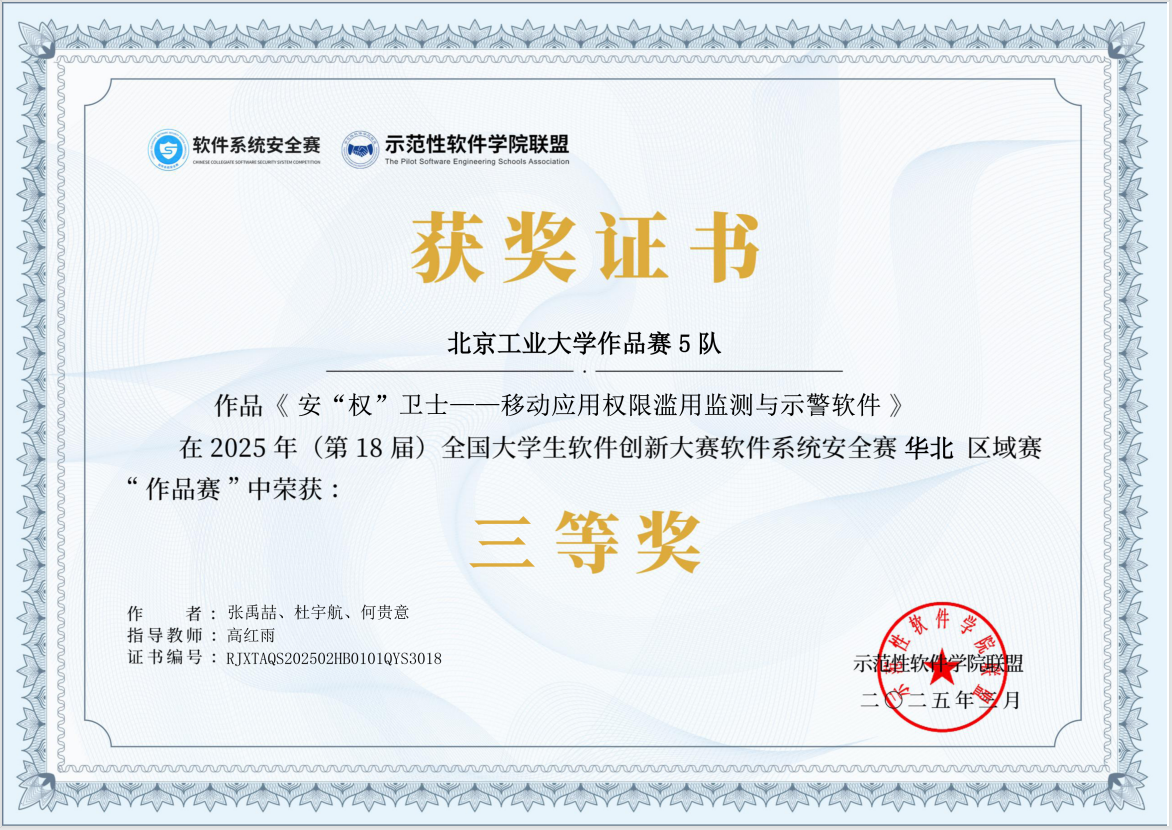 软件系统安全赛
CHINESE COLLEGIATE SOFTWARE SECURITY SYSTEM COMPETITION
示范性软件学院联盟
The Pilot Software Engineering Schools Association
获奖证书
北京工业大学作品赛 5 队
作品《 安“权”卫士——移动应用权限滥用监测与示警软件 》
在 2025 年（第 18 届）全国大学生软件创新大赛软件系统安全赛 华北 区域赛
“ 作品赛 ”中荣获：
三等奖
作 者： 张禹喆、杜宇航、何贵意
指导教师： 高红雨
证书编号： RJXTAQS202502HB0101QYS3018
示范性软件学院联盟
示范性软件学院联盟
二〇二五年三月